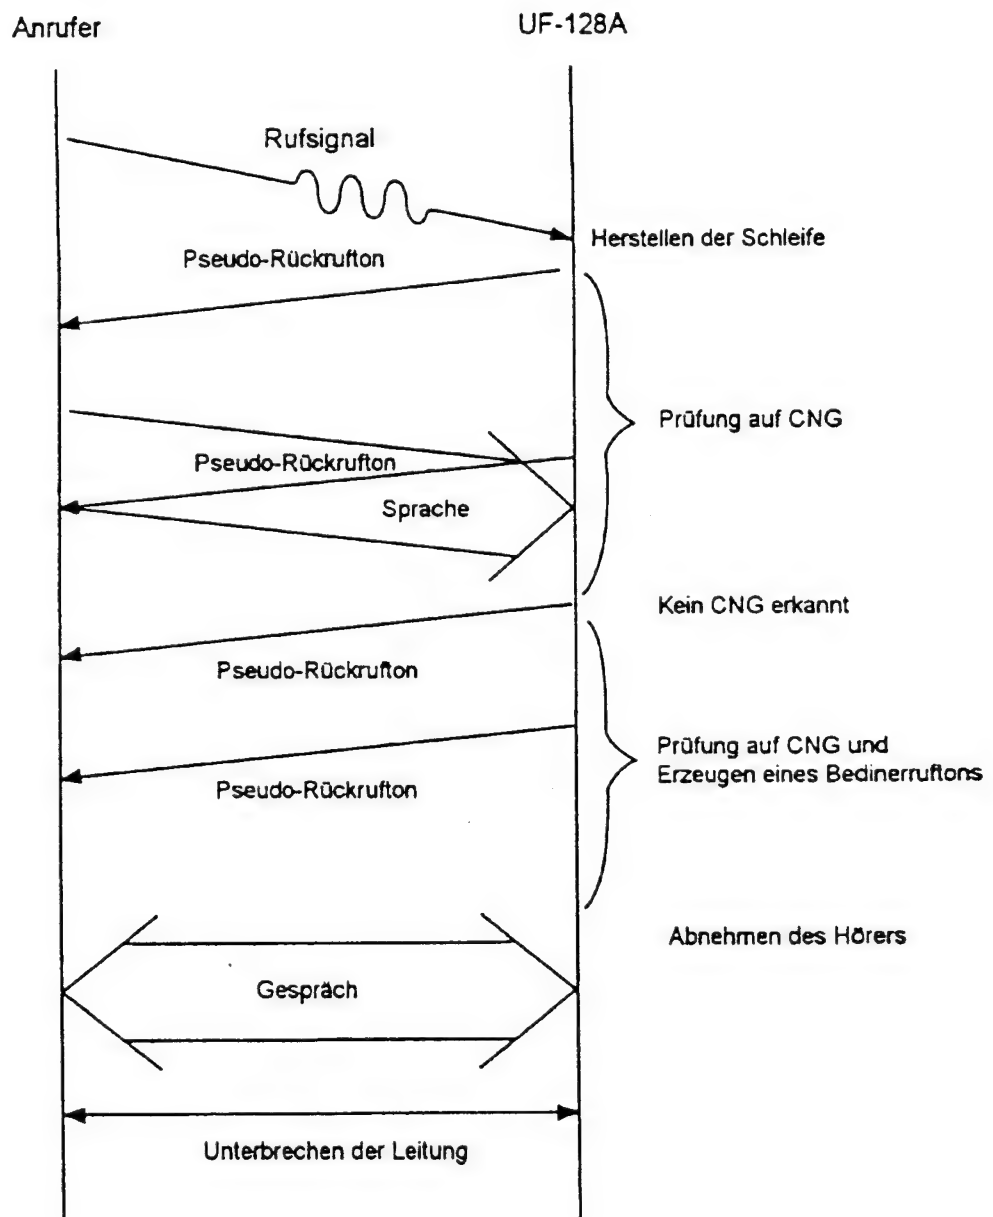 Anrufer
UF-128A
Rufsignal
Herstellen der Schleife
Pseudo-Rückrufton
Prüfung auf CNG
Pseudo-Rückrufton
Sprache
Kein CNG erkannt
Pseudo-Rückrufton
Prüfung auf CNG und
Erzeugen eines Bedinerruftons
Pseudo-Rückrufton
Abnehmen des Hörers
Gespräch
Unterbrechen der Leitung